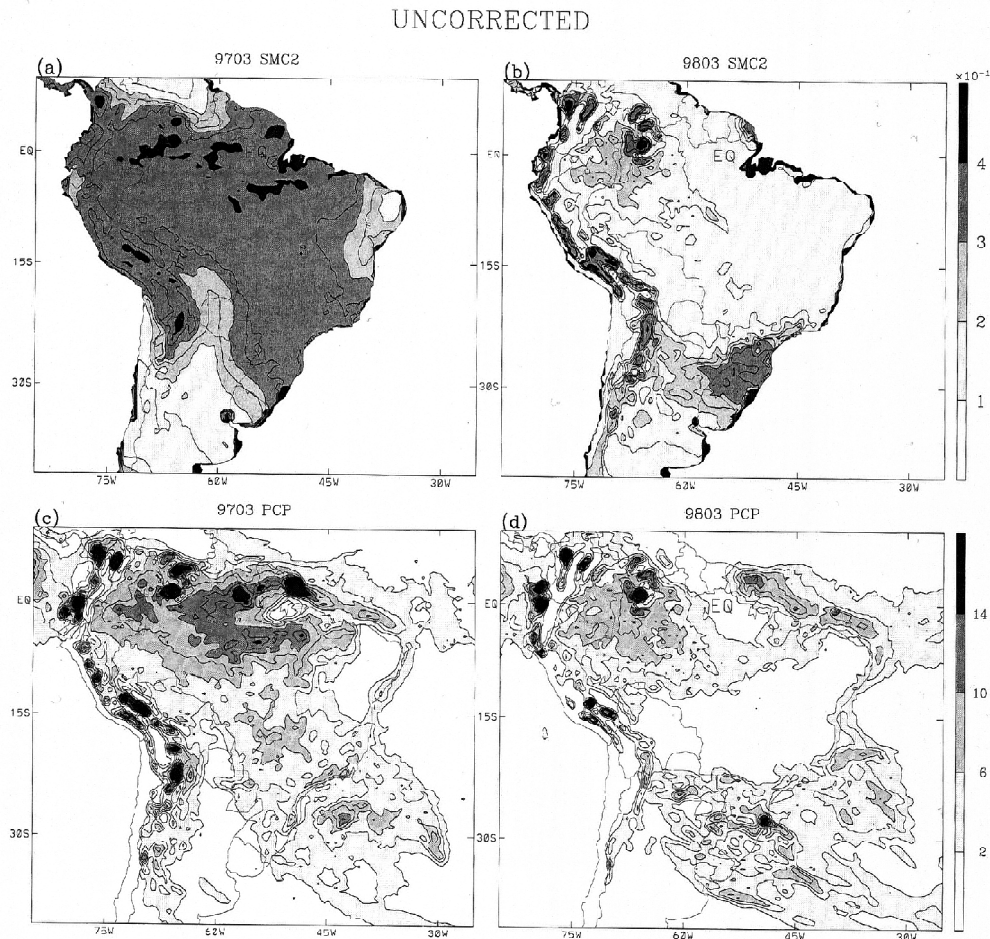 UNCORRECTED
(a) 9703 SMC2
(b) 9803 SMC2
×10⁻¹
EQ
EQ
15S
30S
75W 60W 45W 30W
EQ
EQ
15S
30S
75W 60W 45W 30W
4
3
2
1
(c) 9703 PCP
(d) 9803 PCP
EQ
15S
30S
75W 60W 45W 30W
EQ
EQ
15S
30S
75W 60W 45W 30W
14
10
6
2